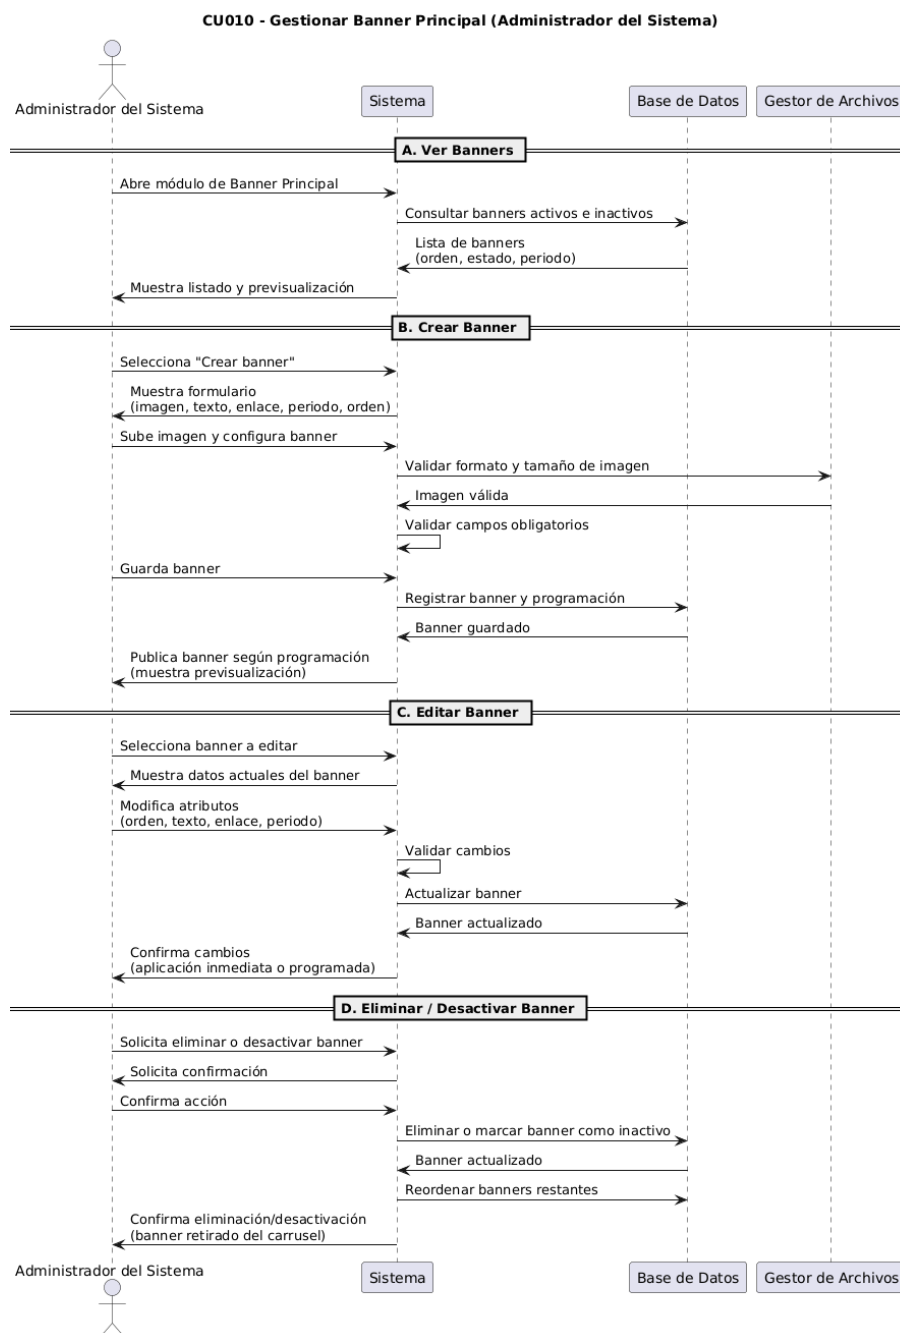 CU010 - Gestionar Banner Principal (Administrador del Sistema)
Administrador del Sistema
Sistema
Base de Datos
Gestor de Archivos
A. Ver Banners
Abre módulo de Banner Principal
Consultar banners activos e inactivos
Lista de banners
(orden, estado, periodo)
Muestra listado y previsualización
B. Crear Banner
Selecciona "Crear banner"
Muestra formulario
(imagen, texto, enlace, periodo, orden)
Sube imagen y configura banner
Validar formato y tamaño de imagen
Imagen válida
Validar campos obligatorios
Guarda banner
Registrar banner y programación
Banner guardado
Publica banner según programación
(muestra previsualización)
C. Editar Banner
Selecciona banner a editar
Muestra datos actuales del banner
Modifica atributos
(orden, texto, enlace, periodo)
Validar cambios
Actualizar banner
Banner actualizado
Confirma cambios
(aplicación inmediata o programada)
D. Eliminar / Desactivar Banner
Solicita eliminar o desactivar banner
Solicita confirmación
Confirma acción
Eliminar o marcar banner como inactivo
Banner actualizado
Reordenar banners restantes
Confirma eliminación/desactivación
(banner retirado del carrusel)
Administrador del Sistema
Sistema
Base de Datos
Gestor de Archivos